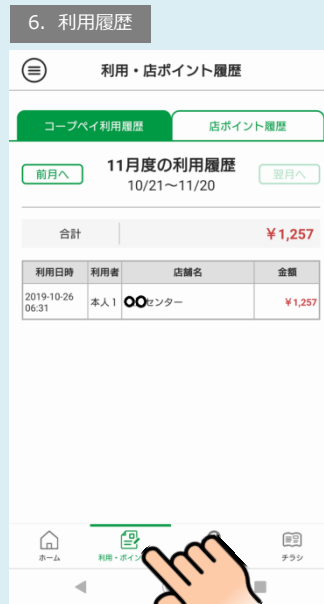 6. 利用履歴
利用・店ポイント履歴
コープペイ利用履歴 店ポイント履歴
前月へ 11月度の利用履歴 翌月へ
10/21～11/20
合計 ￥1,257
利用日時 利用者 店舗名 金額
2019-10-26
06:31 本人1 〇〇センター ￥1,257
ホーム 利用・ポイン チラシ